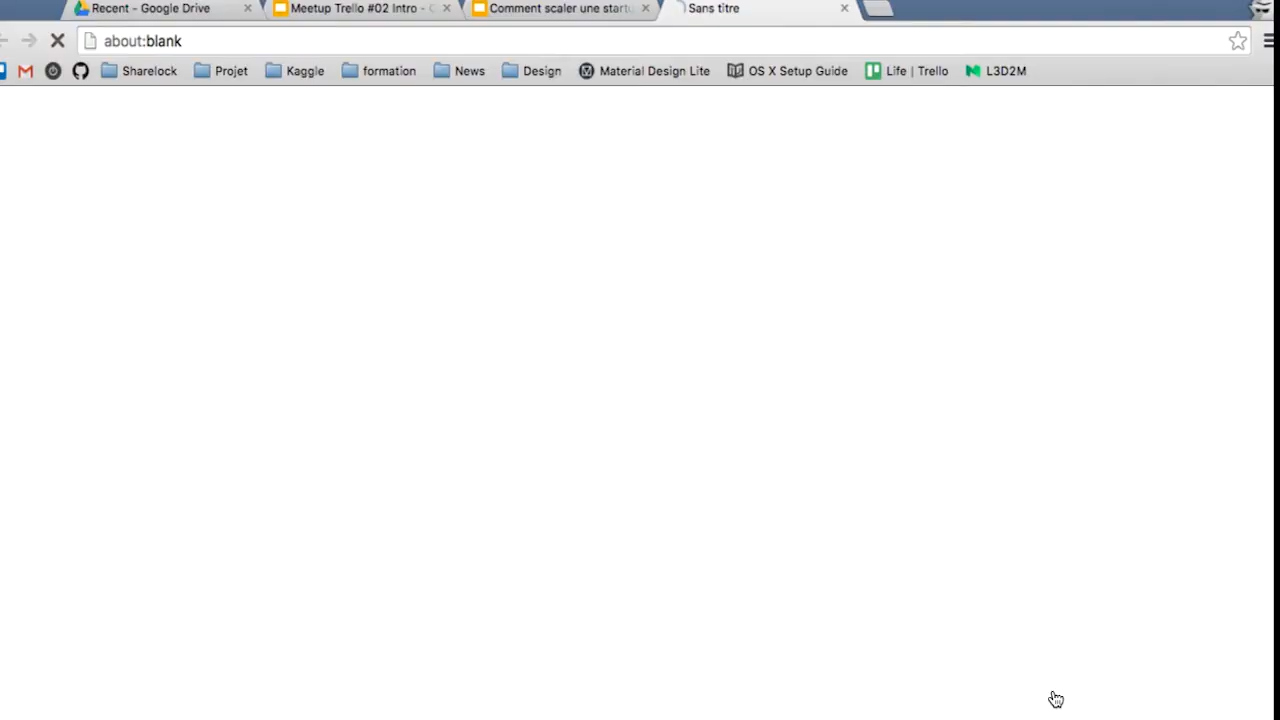 Recent - Google Drive Meetup Trello #02 Intro - Comment scaler une start Sans titre
about:blank
Sharelock Projet Kaggle formation News Design Material Design Lite OS X Setup Guide Life | Trello L3D2M